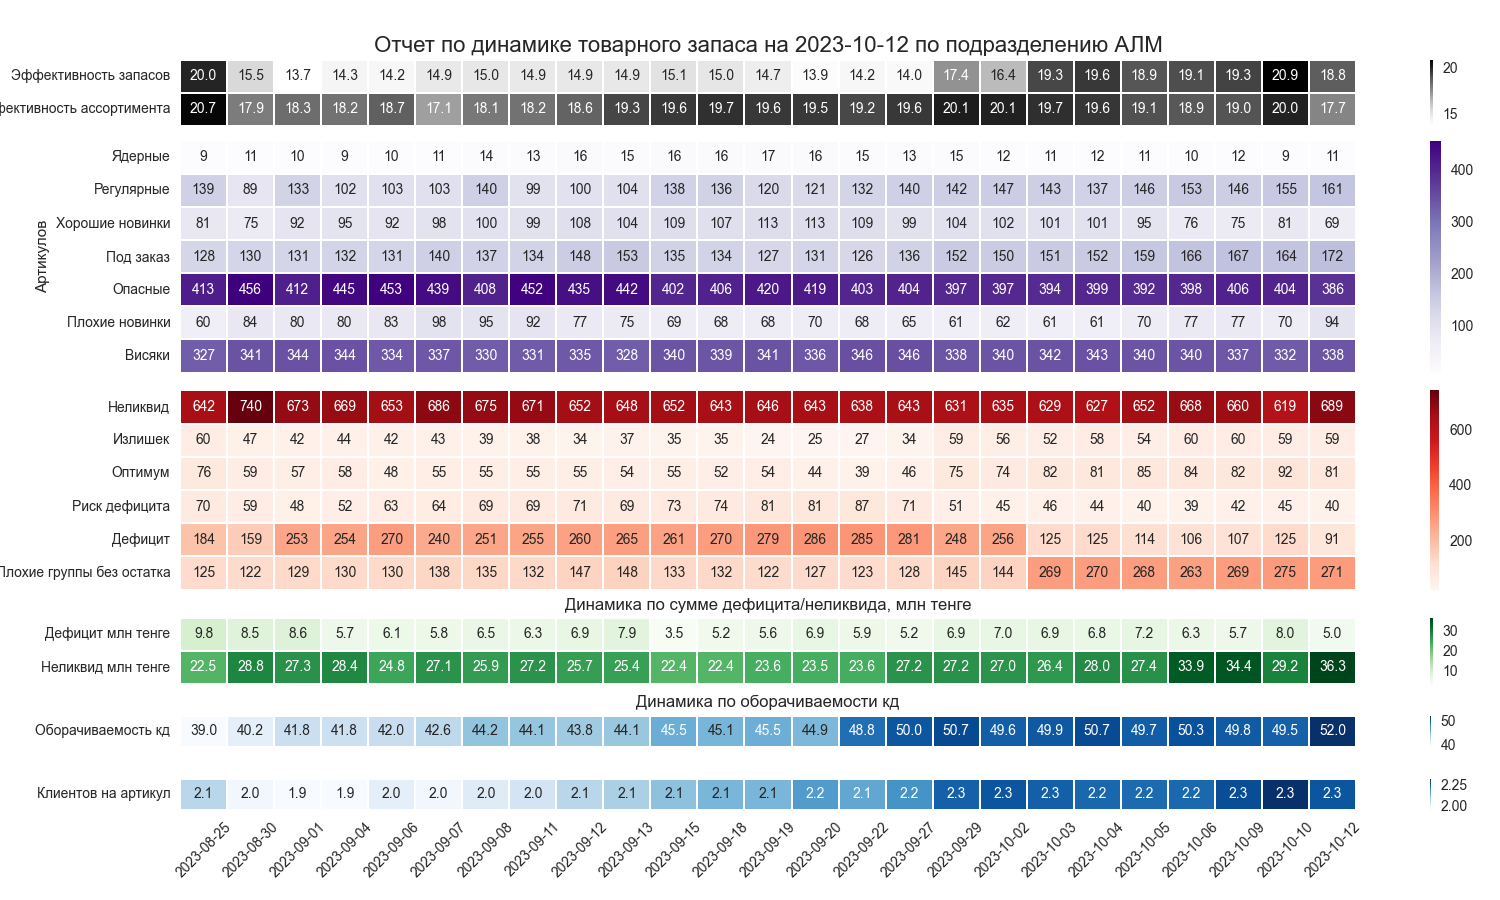 Отчет по динамике товарного запаса на 2023-10-12 по подразделению АЛМ
Эффективность запасов 20.0 15.5 13.7 14.3 14.2 14.9 15.0 14.9 14.9 14.9 15.1 15.0 14.7 13.9 14.2 14.0 17.4 16.4 19.3 19.6 18.9 19.1 19.3 20.9 18.8
фективность ассортимента 20.7 17.9 18.3 18.2 18.7 17.1 18.1 18.2 18.6 19.3 19.6 19.7 19.6 19.5 19.2 19.6 20.1 20.1 19.7 19.6 19.1 18.9 19.0 20.0 17.7
20
15
Артикулов
Ядерные 9 11 10 9 10 11 14 13 16 15 16 16 17 16 15 13 15 12 11 12 11 10 12 9 11
Регулярные 139 89 133 102 103 103 140 99 100 104 138 136 120 121 132 140 142 147 143 137 146 153 146 155 161
Хорошие новинки 81 75 92 95 92 98 100 99 108 104 109 107 113 113 109 99 104 102 101 101 95 76 75 81 69
Под заказ 128 130 131 132 131 140 137 134 148 153 135 134 127 131 126 136 152 150 151 152 159 166 167 164 172
Опасные 413 456 412 445 453 439 408 452 435 442 402 406 420 419 403 404 397 397 394 399 392 398 406 404 386
Плохие новинки 60 84 80 80 83 98 95 92 77 75 69 68 68 70 68 65 61 62 61 61 70 77 77 70 94
Висяки 327 341 344 344 334 337 330 331 335 328 340 339 341 336 346 346 338 340 342 343 340 340 337 332 338
400
300
200
100
Неликвид 642 740 673 669 653 686 675 671 652 648 652 643 646 643 638 643 631 635 629 627 652 668 660 619 689
Излишек 60 47 42 44 42 43 39 38 34 37 35 35 24 25 27 34 59 56 52 58 54 60 60 59 59
Оптимум 76 59 57 58 48 55 55 55 55 54 55 52 54 44 39 46 75 74 82 81 85 84 82 92 81
Риск дефицита 70 59 48 52 63 64 69 69 71 69 73 74 81 81 87 71 51 45 46 44 40 39 42 45 40
Дефицит 184 159 253 254 270 240 251 255 260 265 261 270 279 286 285 281 248 256 125 125 114 106 107 125 91
Плохие группы без остатка 125 122 129 130 130 138 135 132 147 148 133 132 122 127 123 128 145 144 269 270 268 263 269 275 271
600
400
200
Динамика по сумме дефицита/неликвида, млн тенге
Дефицит млн тенге 9.8 8.5 8.6 5.7 6.1 5.8 6.5 6.3 6.9 7.9 3.5 5.2 5.6 6.9 5.9 5.2 6.9 7.0 6.9 6.8 7.2 6.3 5.7 8.0 5.0
Неликвид млн тенге 22.5 28.8 27.3 28.4 24.8 27.1 25.9 27.2 25.7 25.4 22.4 22.4 23.6 23.5 23.6 27.2 27.2 27.0 26.4 28.0 27.4 33.9 34.4 29.2 36.3
30
20
10
Динамика по оборачиваемости кд
Оборачиваемость кд 39.0 40.2 41.8 41.8 42.0 42.6 44.2 44.1 43.8 44.1 45.5 45.1 45.5 44.9 48.8 50.0 50.7 49.6 49.9 50.7 49.7 50.3 49.8 49.5 52.0
50
40
Клиентов на артикул 2.1 2.0 1.9 1.9 2.0 2.0 2.0 2.0 2.1 2.1 2.1 2.1 2.1 2.2 2.1 2.2 2.3 2.3 2.3 2.2 2.2 2.2 2.3 2.3 2.3
2.25
2.00
2023-08-25 2023-08-30 2023-09-01 2023-09-04 2023-09-06 2023-09-07 2023-09-08 2023-09-11 2023-09-12 2023-09-13 2023-09-15 2023-09-18 2023-09-19 2023-09-20 2023-09-22 2023-09-27 2023-09-29 2023-10-02 2023-10-03 2023-10-04 2023-10-05 2023-10-06 2023-10-09 2023-10-10 2023-10-12